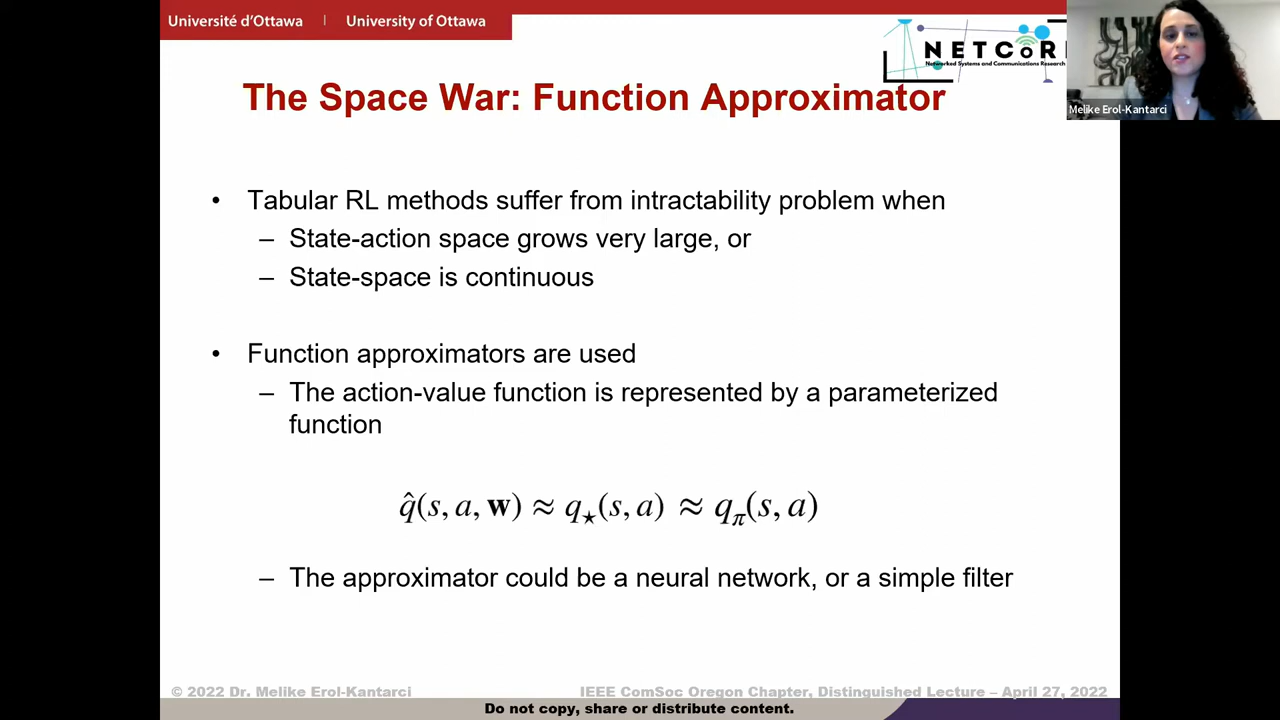 Université d'Ottawa | University of Ottawa
NETCOR
Networked Systems and Communications Research
Melike Erol-Kantarci
The Space War: Function Approximator
• Tabular RL methods suffer from intractability problem when
– State-action space grows very large, or
– State-space is continuous
• Function approximators are used
– The action-value function is represented by a parameterized
function
q̂(s, a, w) ≈ q⋆(s, a) ≈ qπ(s, a)
– The approximator could be a neural network, or a simple filter
© 2022 Dr. Melike Erol-Kantarci
IEEE ComSoc Oregon Chapter, Distinguished Lecture – April 27, 2022
Do not copy, share or distribute content.